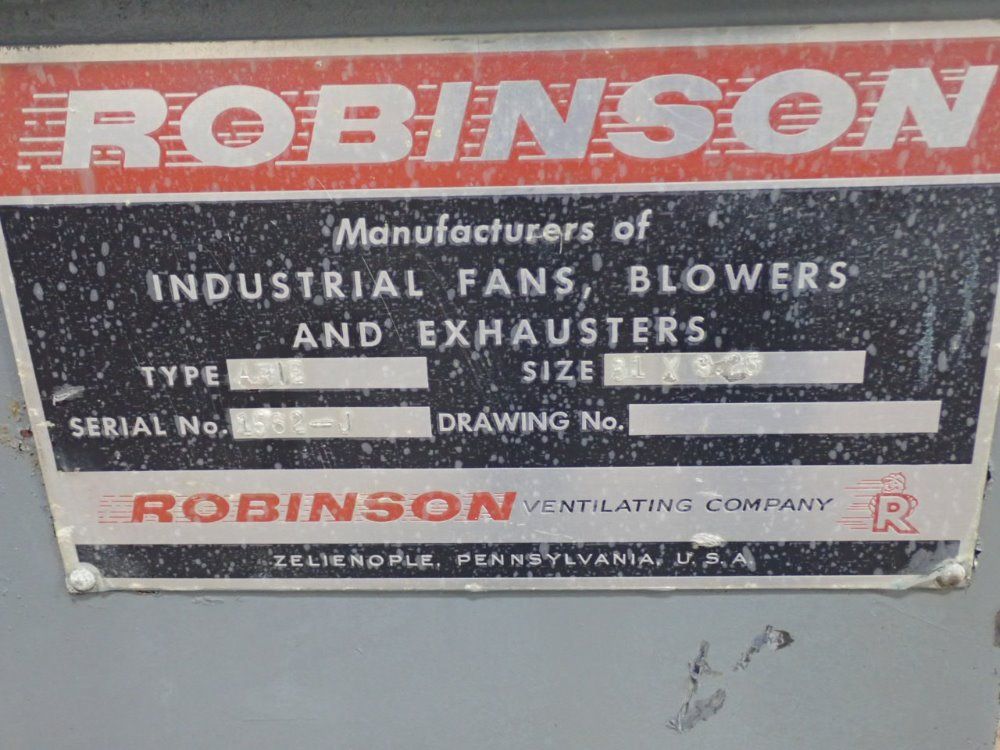 ROBINSON
Manufacturers of
INDUSTRIAL FANS, BLOWERS
AND EXHAUSTERS
TYPE SIZE
SERIAL No. 1562-J DRAWING No.
ROBINSON VENTILATING COMPANY R
ZELIENOPLE, PENNSYLVANIA, U.S.A.